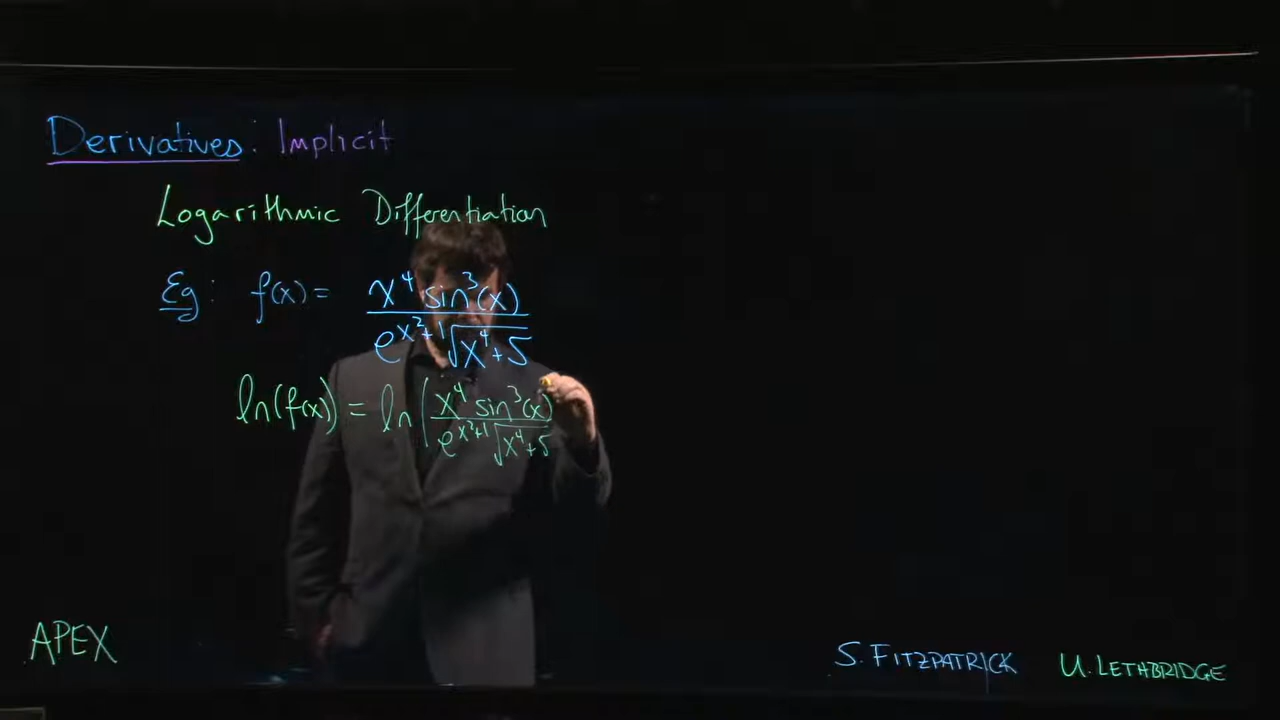 Derivatives: Implicit
Logarithmic Differentiation
Eg: f(x) = x⁴ sin³(x) / e^(x²+1) √(x⁴+5)
ln(f(x)) = ln( x⁴ sin³(x) / e^(x²+1) √(x⁴+5)
APEX
S. FITZPATRICK U. LETHBRIDGE